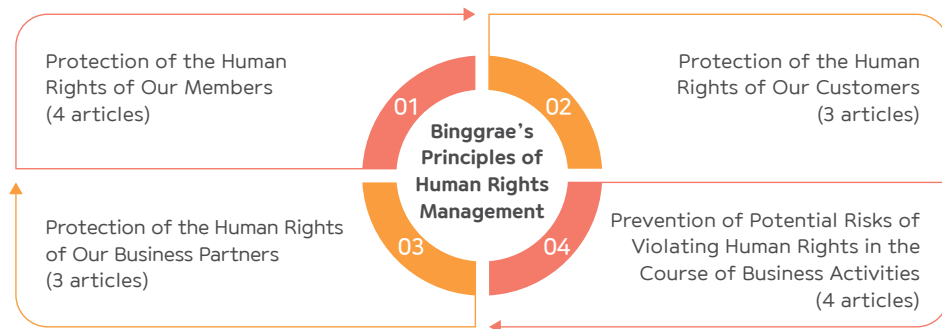 Protection of the Human
Rights of Our Members
(4 articles)
01
02
Protection of the Human
Rights of Our Customers
(3 articles)
Binggrae’s
Principles of
Human Rights
Management
Protection of the Human Rights
of Our Business Partners
(3 articles)
03
04
Prevention of Potential Risks of
Violating Human Rights in the
Course of Business Activities
(4 articles)